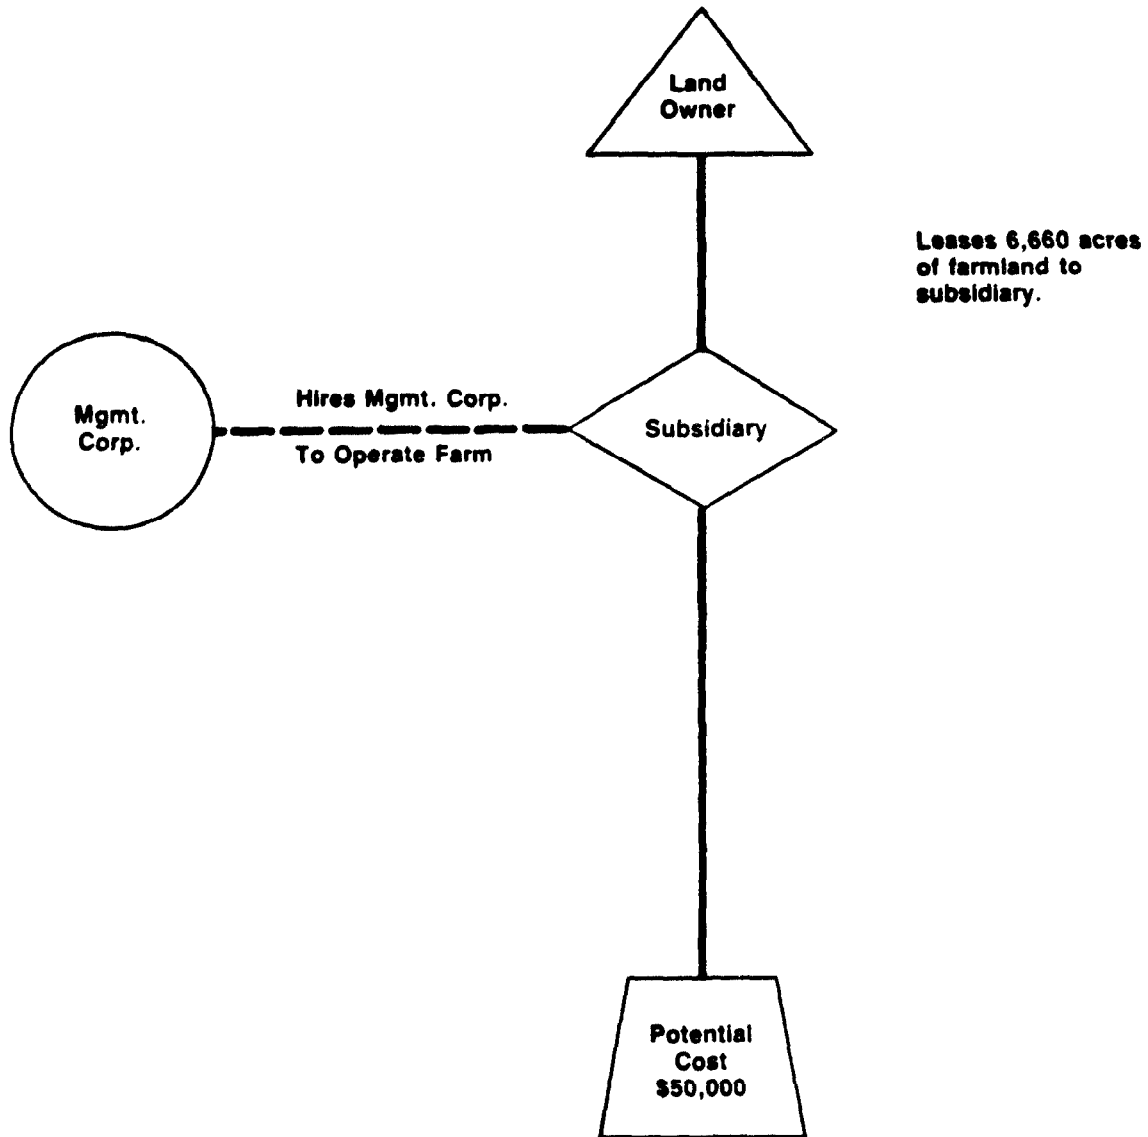 Land
Owner
Leases 6,660 acres
of farmland to
subsidiary.
Mgmt.
Corp.
Hires Mgmt. Corp.
To Operate Farm
Subsidiary
Potential
Cost
$50,000